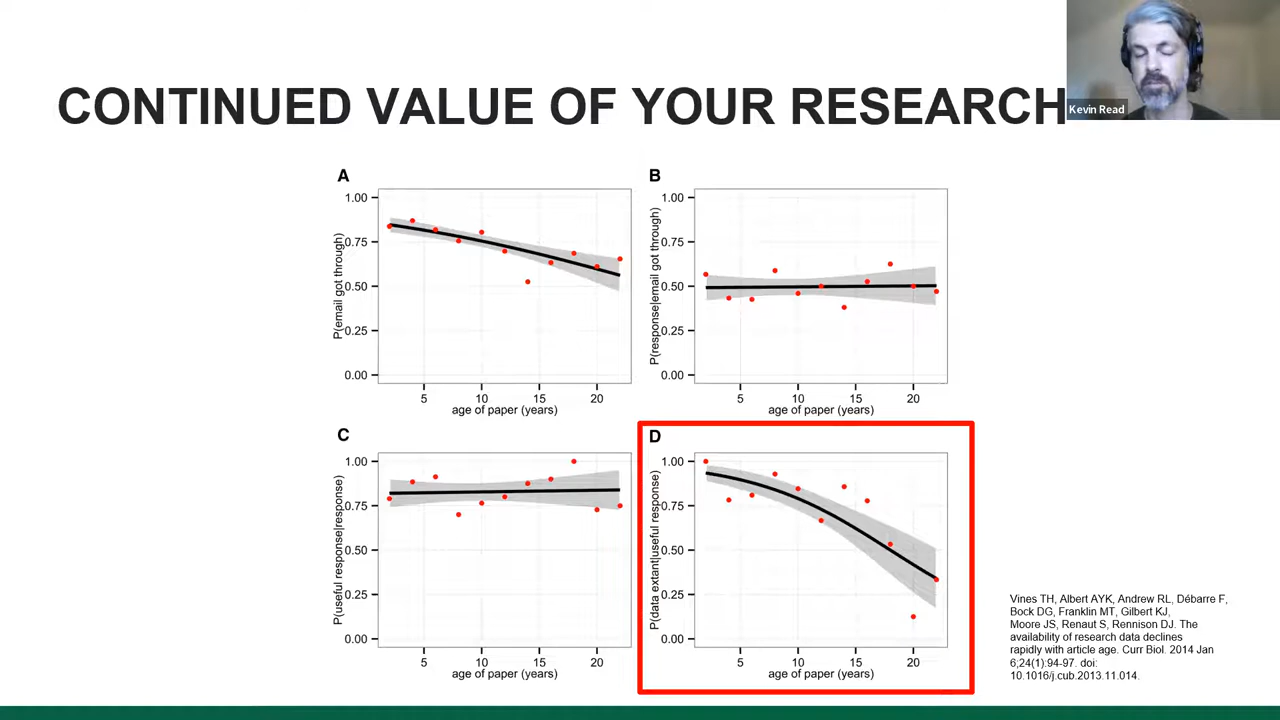 CONTINUED VALUE OF YOUR RESEARCH
Kevin Read
A
1.00
0.75
0.50
0.25
0.00
P(email got through)
5 10 15 20
age of paper (years)
B
1.00
0.75
0.50
0.25
0.00
P(response|email got through)
5 10 15 20
age of paper (years)
C
1.00
0.75
0.50
0.25
0.00
P(useful response|response)
5 10 15 20
age of paper (years)
D
1.00
0.75
0.50
0.25
0.00
P(data extant|useful response)
5 10 15 20
age of paper (years)
Vines TH, Albert AYK, Andrew RL, Débarre F,
Bock DG, Franklin MT, Gilbert KJ,
Moore JS, Renaut S, Rennison DJ. The
availability of research data declines
rapidly with article age. Curr Biol. 2014 Jan
6;24(1):94-97. doi:
10.1016/j.cub.2013.11.014.